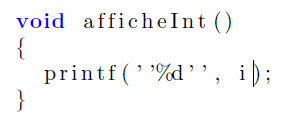 void afficheInt()
{
printf(''%d'', i);
}